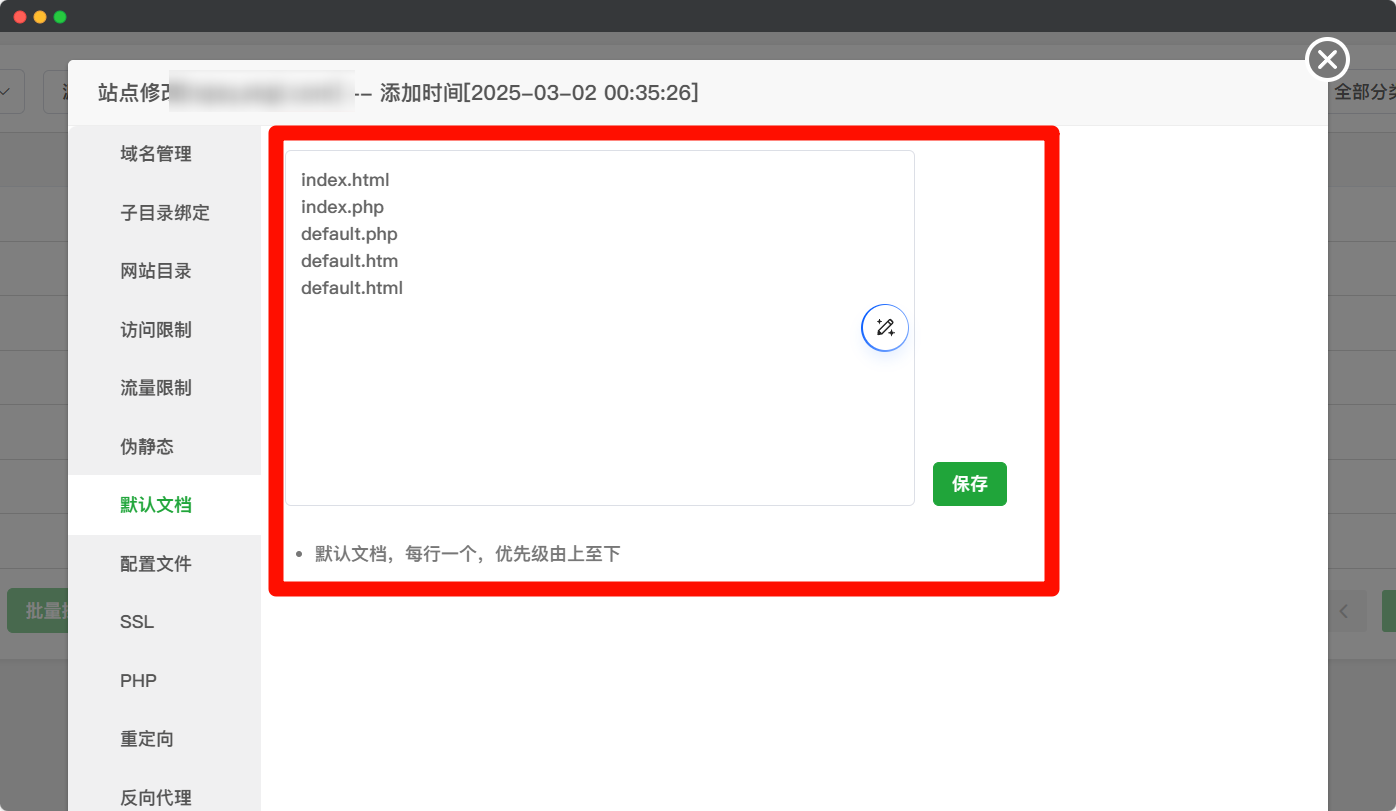 站点修改 -- 添加时间[2025-03-02 00:35:26]
全部分类
域名管理
子目录绑定
网站目录
访问限制
流量限制
伪静态
默认文档
配置文件
SSL
PHP
重定向
反向代理
index.html
index.php
default.php
default.htm
default.html
保存
默认文档，每行一个，优先级由上至下
批量